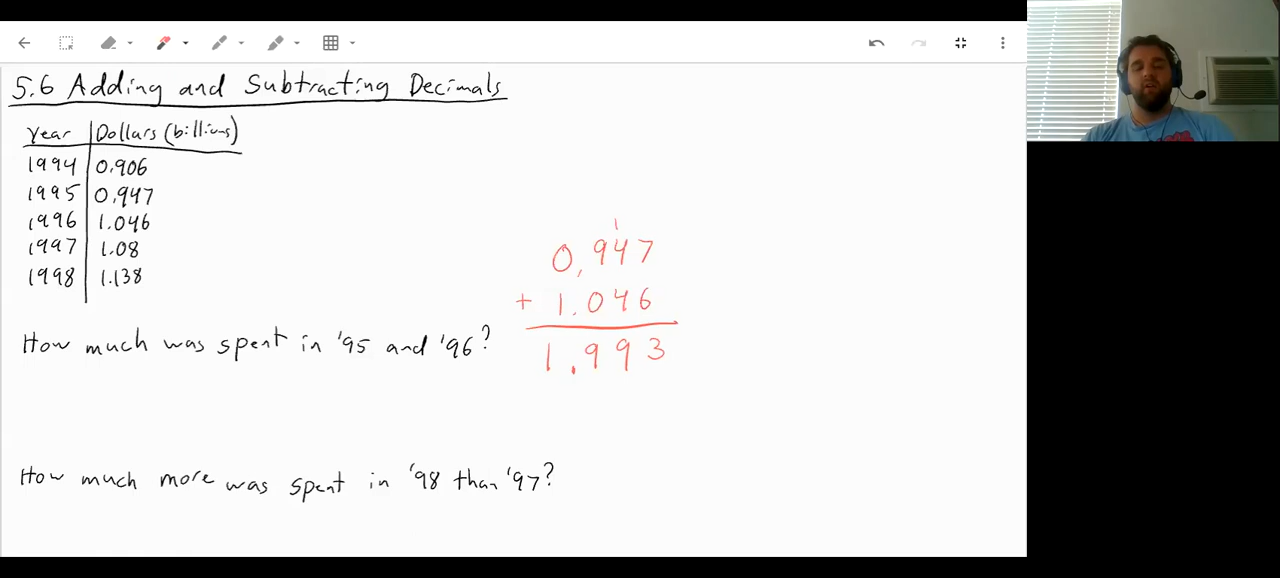 5.6 Adding and Subtracting Decimals
Year Dollars (billions)
1994 0.906
1995 0.947
1996 1.046
1997 1.08
1998 1.138
1
0.947
+ 1.046
1.993
How much was spent in '95 and '96?
How much more was spent in '98 than '97?